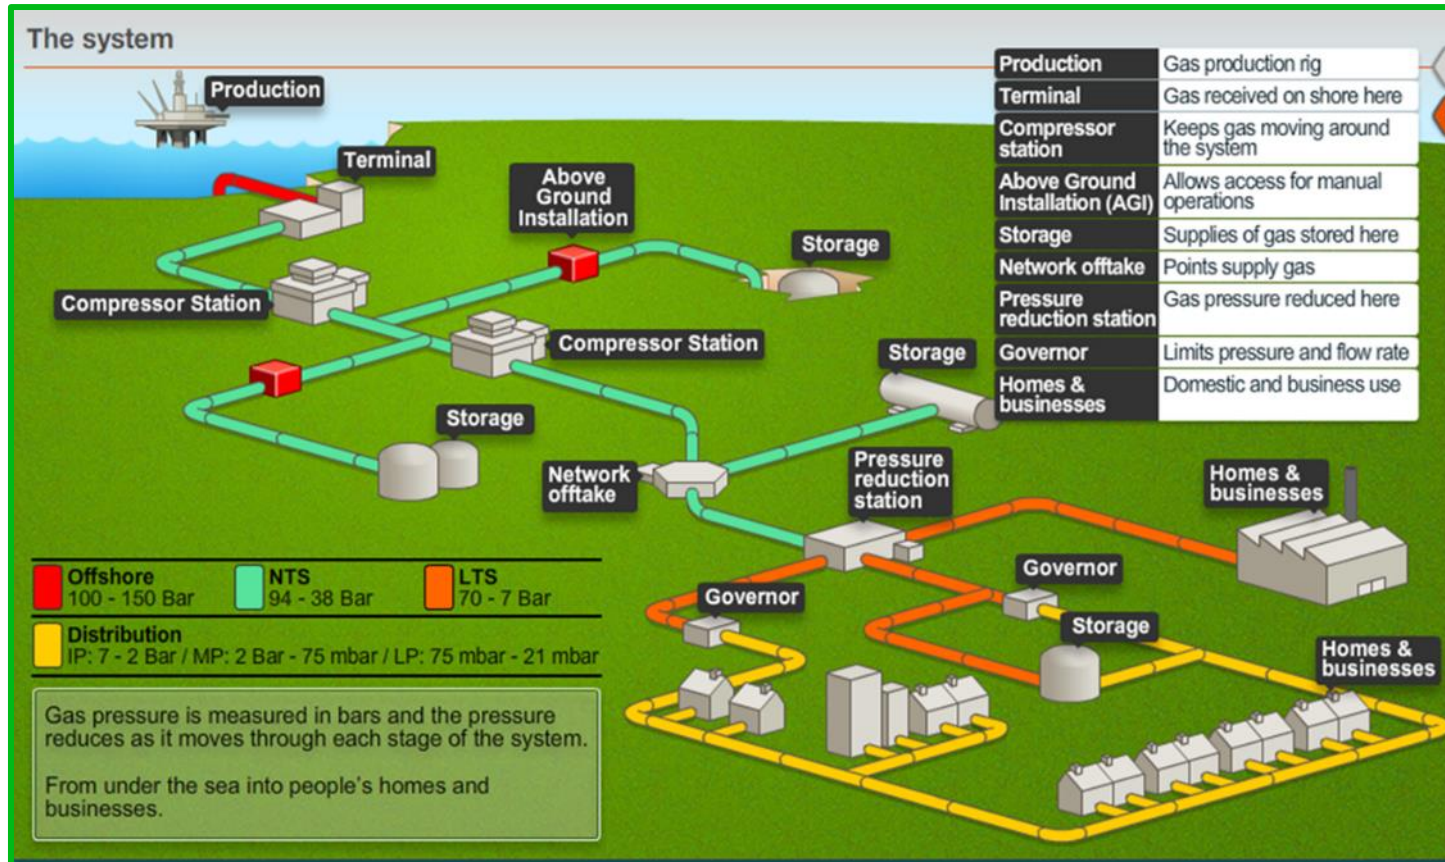 The system
Production
Terminal
Above
Ground
Installation
Storage
Compressor Station
Compressor Station
Storage
Storage
Network
offtake
Pressure
reduction
station
Homes &
businesses
Governor
Governor
Storage
Homes &
businesses
Production Gas production rig
Terminal Gas received on shore here
Compressor Keeps gas moving around
station the system
Above Ground Allows access for manual
Installation (AGI) operations
Storage Supplies of gas stored here
Network offtake Points supply gas
Pressure Gas pressure reduced here
reduction station
Governor Limits pressure and flow rate
Homes & Domestic and business use
businesses
Offshore NTS LTS
100 - 150 Bar 94 - 38 Bar 70 - 7 Bar
Distribution
IP: 7 - 2 Bar / MP: 2 Bar - 75 mbar / LP: 75 mbar - 21 mbar
Gas pressure is measured in bars and the pressure
reduces as it moves through each stage of the system.
From under the sea into people's homes and
businesses.